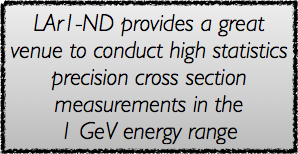 LAr1-ND provides a great
venue to conduct high statistics
precision cross section
measurements in the
1 GeV energy range